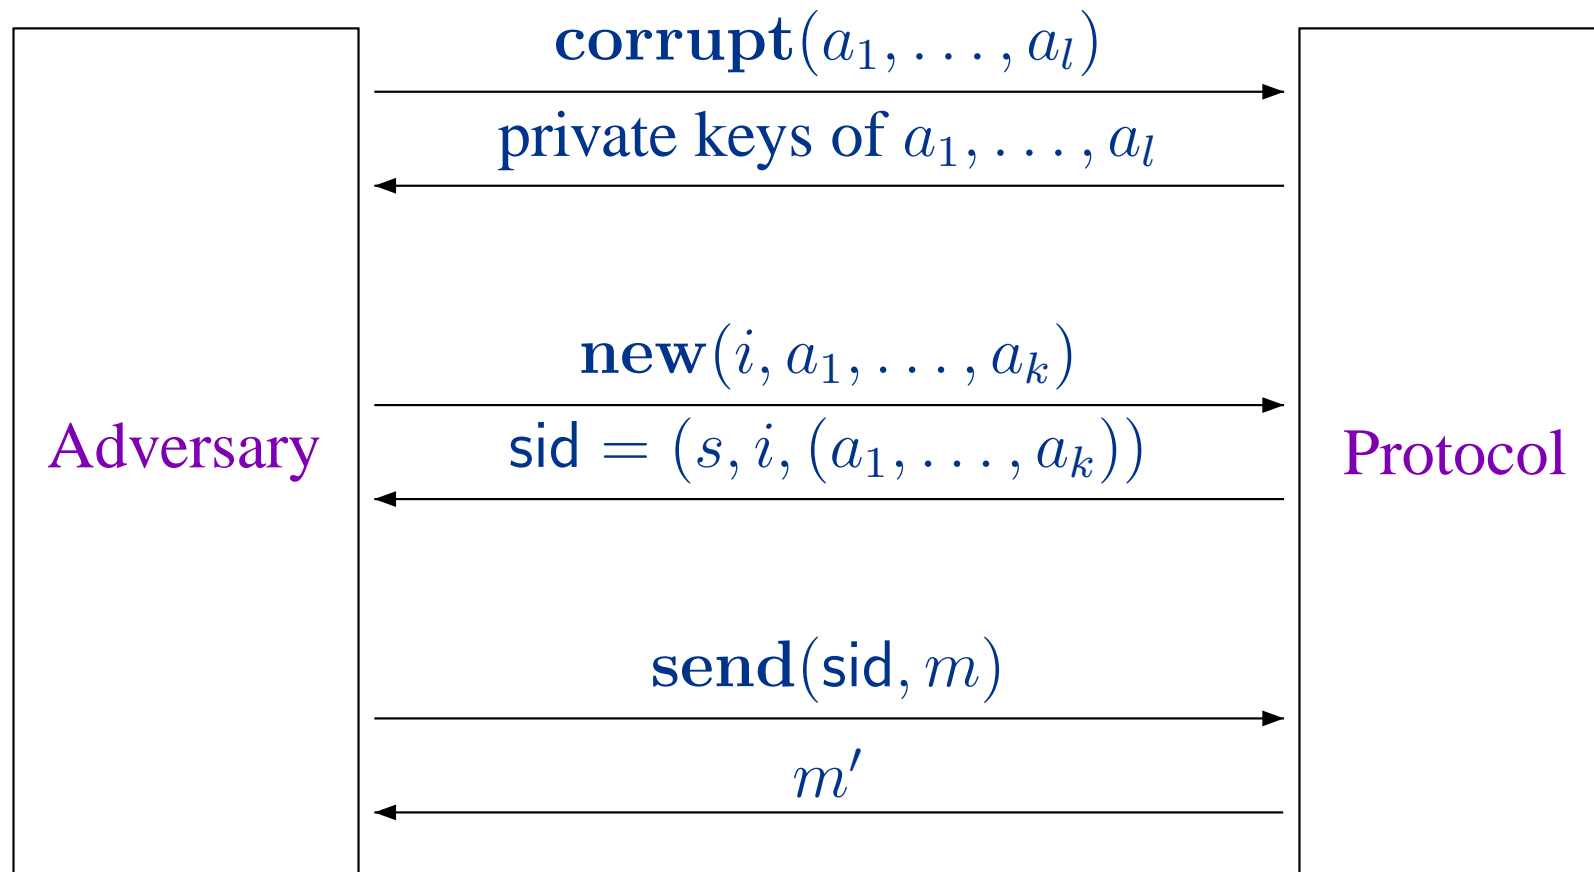 corrupt(a₁, . . . , aₗ)
private keys of a₁, . . . , aₗ
new(i, a₁, . . . , aₖ)
Adversary
sid = (s, i, (a₁, . . . , aₖ))
Protocol
send(sid, m)
m′